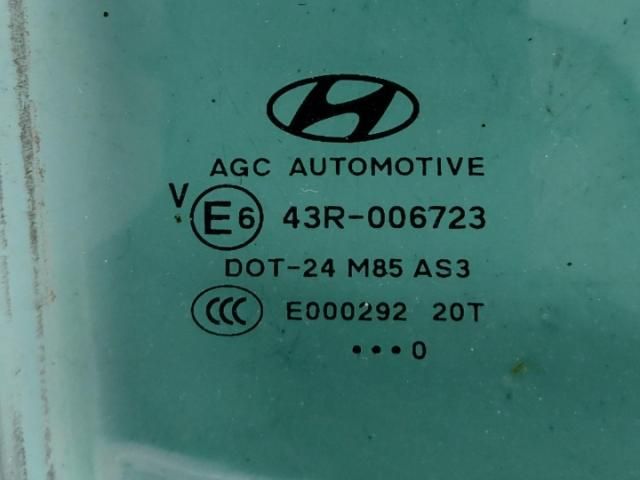 AGC AUTOMOTIVE
V E6 43R-006723
DOT-24 M85 AS3
CCC E000292 20T
•••0